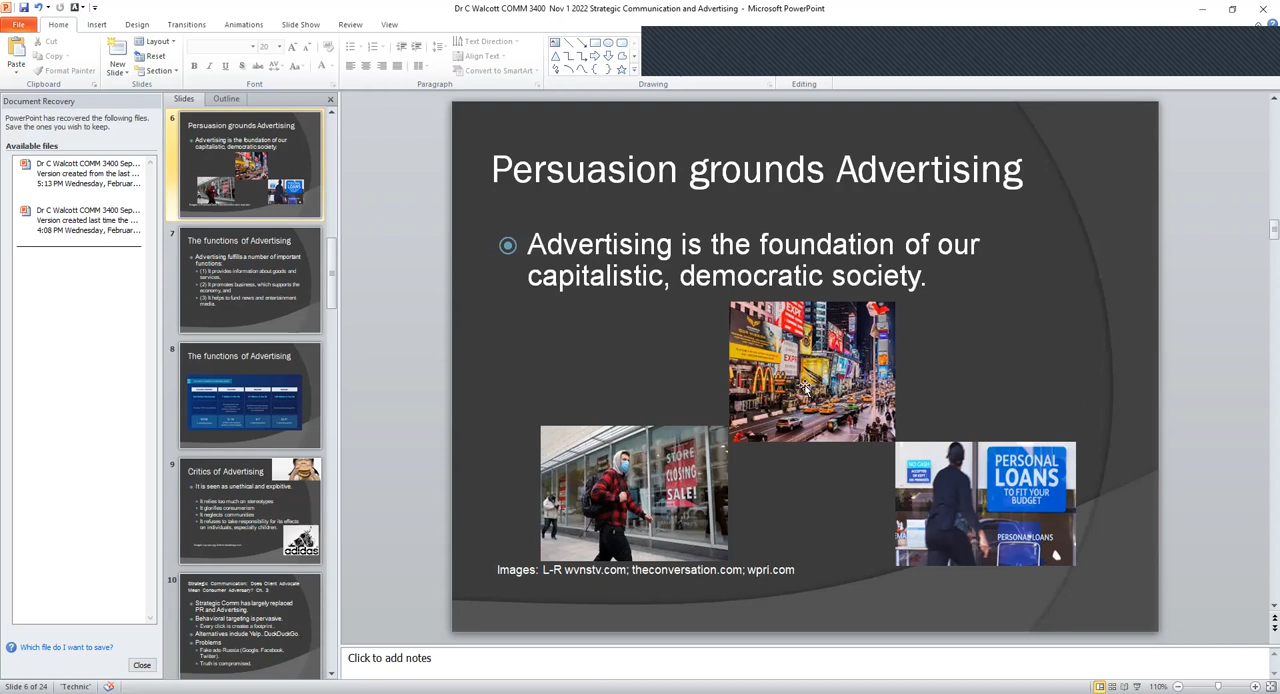 Dr C Walcott COMM 3400 Nov 1 2022 Strategic Communication and Advertising - Microsoft PowerPoint
File Home Insert Design Transitions Animations Slide Show Review View
Paste
Cut
Copy
Format Painter
Clipboard
New
Slide
Layout
Reset
Section
Slides
20
Font
Paragraph
Text Direction
Align Text
Convert to SmartArt
Drawing
Editing
Document Recovery
PowerPoint has recovered the following files.
Save the ones you wish to keep.
Available files
Dr C Walcott COMM 3400 Sep...
Version created from the last...
5:13 PM Wednesday, Februar...
Dr C Walcott COMM 3400 Sep...
Version created last time the ...
4:08 PM Wednesday, Februar...
Which file do I want to save?
Close
Slides Outline
6
Persuasion grounds Advertising
Advertising is the foundation of our
capitalistic, democratic society.
7
The functions of Advertising
Advertising fulfills a number of important
functions:
(1) It provides information about goods and
services,
(2) It promotes business, which supports the
economy, and
(3) It helps to fund news and entertainment
media.
8
The functions of Advertising
9
Critics of Advertising
It is seen as unethical and exploitive.
It relies too much on stereotypes
It glorifies consumerism
It neglects communities
It refuses to take responsibility for its effects
on individuals, especially children.
adidas
10
Strategic Communication: Does Client Advocate
Mean Consumer Adversary? Ch. 3
Strategic Comm has largely replaced
PR and Advertising.
Behavioral targeting is pervasive.
Every click is creates a footprint.
Alternatives include Yelp. DuckDuckGo.
Problems
Fake ads-Russia (Google, Facebook,
Twitter).
Truth is compromised.
Persuasion grounds Advertising
Advertising is the foundation of our
capitalistic, democratic society.
STORE
CLOSING
SALE!
NO CASH
PERSONAL
LOANS
TO FIT YOUR
BUDGET
PERSONAL LOANS
Images: L-R wvnstv.com; theconversation.com; wpri.com
Click to add notes
Slide 6 of 24
"Technic"
110%